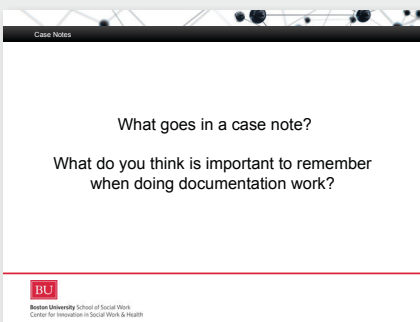 Case Notes
What goes in a case note?
What do you think is important to remember
when doing documentation work?
BU
Boston University School of Social Work
Center for Innovation in Social Work & Health